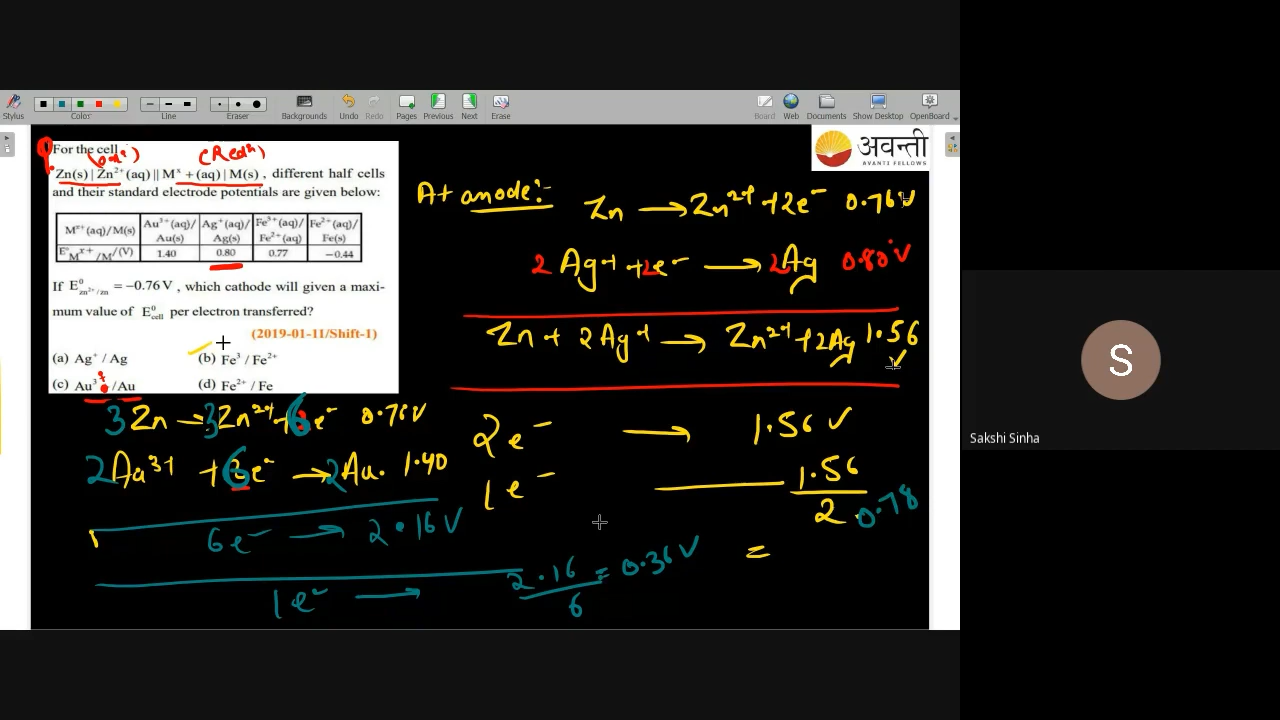 Stylus
Color
Line
Eraser
Backgrounds
Undo
Redo
Pages
Previous
Next
Erase
Board
Web
Documents
Show Desktop
OpenBoard
अवन्ती
AVANTI FELLOWS
For the cell
(oxⁿ) (Redⁿ)
Zn(s) | Zn²⁺ (aq) || Mˣ + (aq) | M(s), different half cells
and their standard electrode potentials are given below:
Mˣ⁺(aq)/M(s) Au³⁺(aq)/Au(s) Ag⁺(aq)/Ag(s) Fe³⁺(aq)/Fe²⁺(aq) Fe²⁺(aq)/Fe(s)
E°Mˣ⁺/M/(V) 1.40 0.80 0.77 −0.44
If E⁰zn²⁺/zn = −0.76 V, which cathode will given a maxi-
mum value of E⁰cell per electron transferred?
(2019-01-11/Shift-1)
(a) Ag⁺ / Ag (b) Fe³ / Fe²⁺
(c) Au³ / Au (d) Fe²⁺ / Fe
At anode:- Zn → Zn²⁺ + 2e⁻ 0.76V
2Ag⁺ + 2e⁻ → 2Ag 0.80V
Zn + 2Ag⁺ → Zn²⁺ + 2Ag 1.56
V
2e⁻ → 1.56 V
1e⁻ — 1.56
2 0.78
=
3Zn → 3Zn²⁺ + 6e⁻ 0.76V
2Au³⁺ + 6e⁻ → 2Au. 1.40
6e⁻ → 2.16V
1e⁻ → 2.16/6 = 0.36V
S
Sakshi Sinha